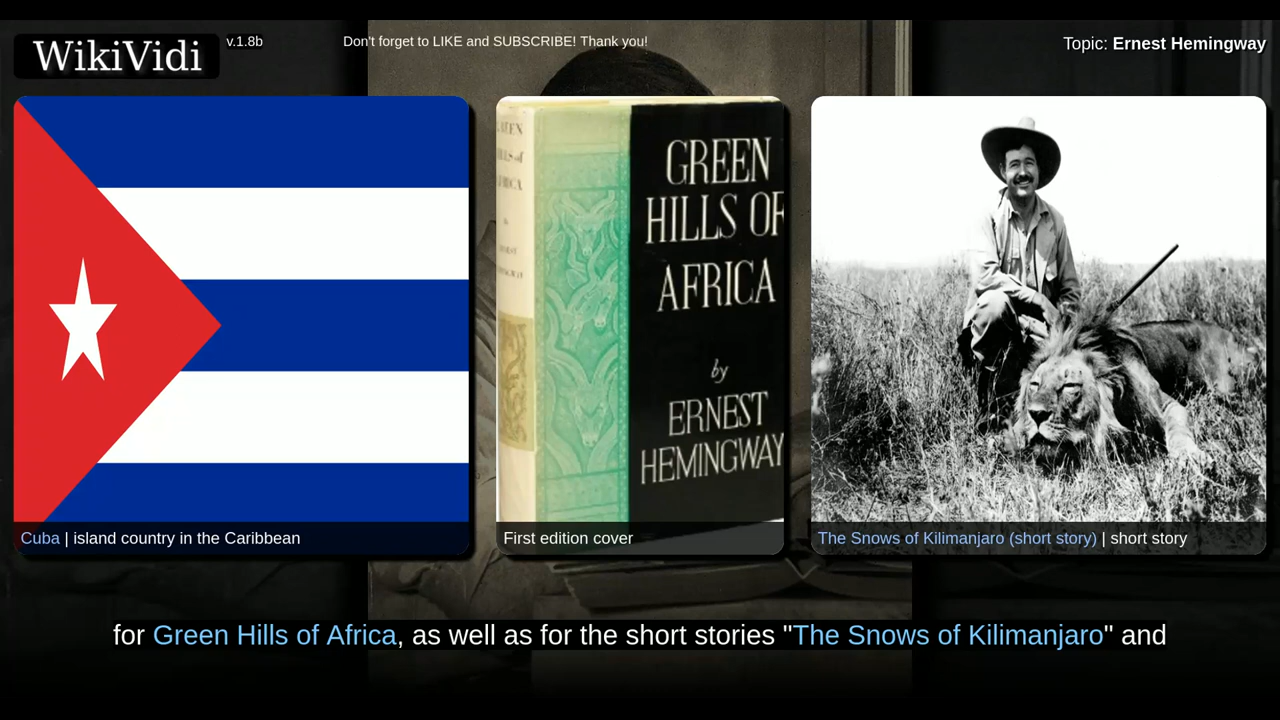 WikiVidi
v.1.8b
Don't forget to LIKE and SUBSCRIBE! Thank you!
Topic: Ernest Hemingway
GREEN
HILLS OF
AFRICA
by
ERNEST
HEMINGWAY
Cuba | island country in the Caribbean
First edition cover
The Snows of Kilimanjaro (short story) | short story
for Green Hills of Africa, as well as for the short stories "The Snows of Kilimanjaro" and